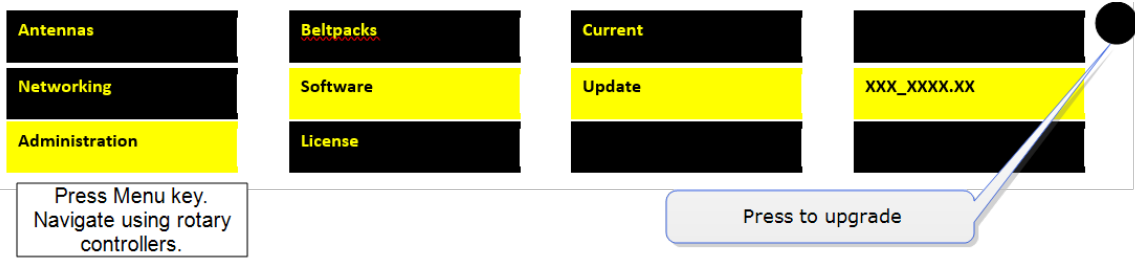 Antennas Beltpacks Current
Networking Software Update XXX_XXXX.XX
Administration License
Press Menu key.
Navigate using rotary
controllers.
Press to upgrade